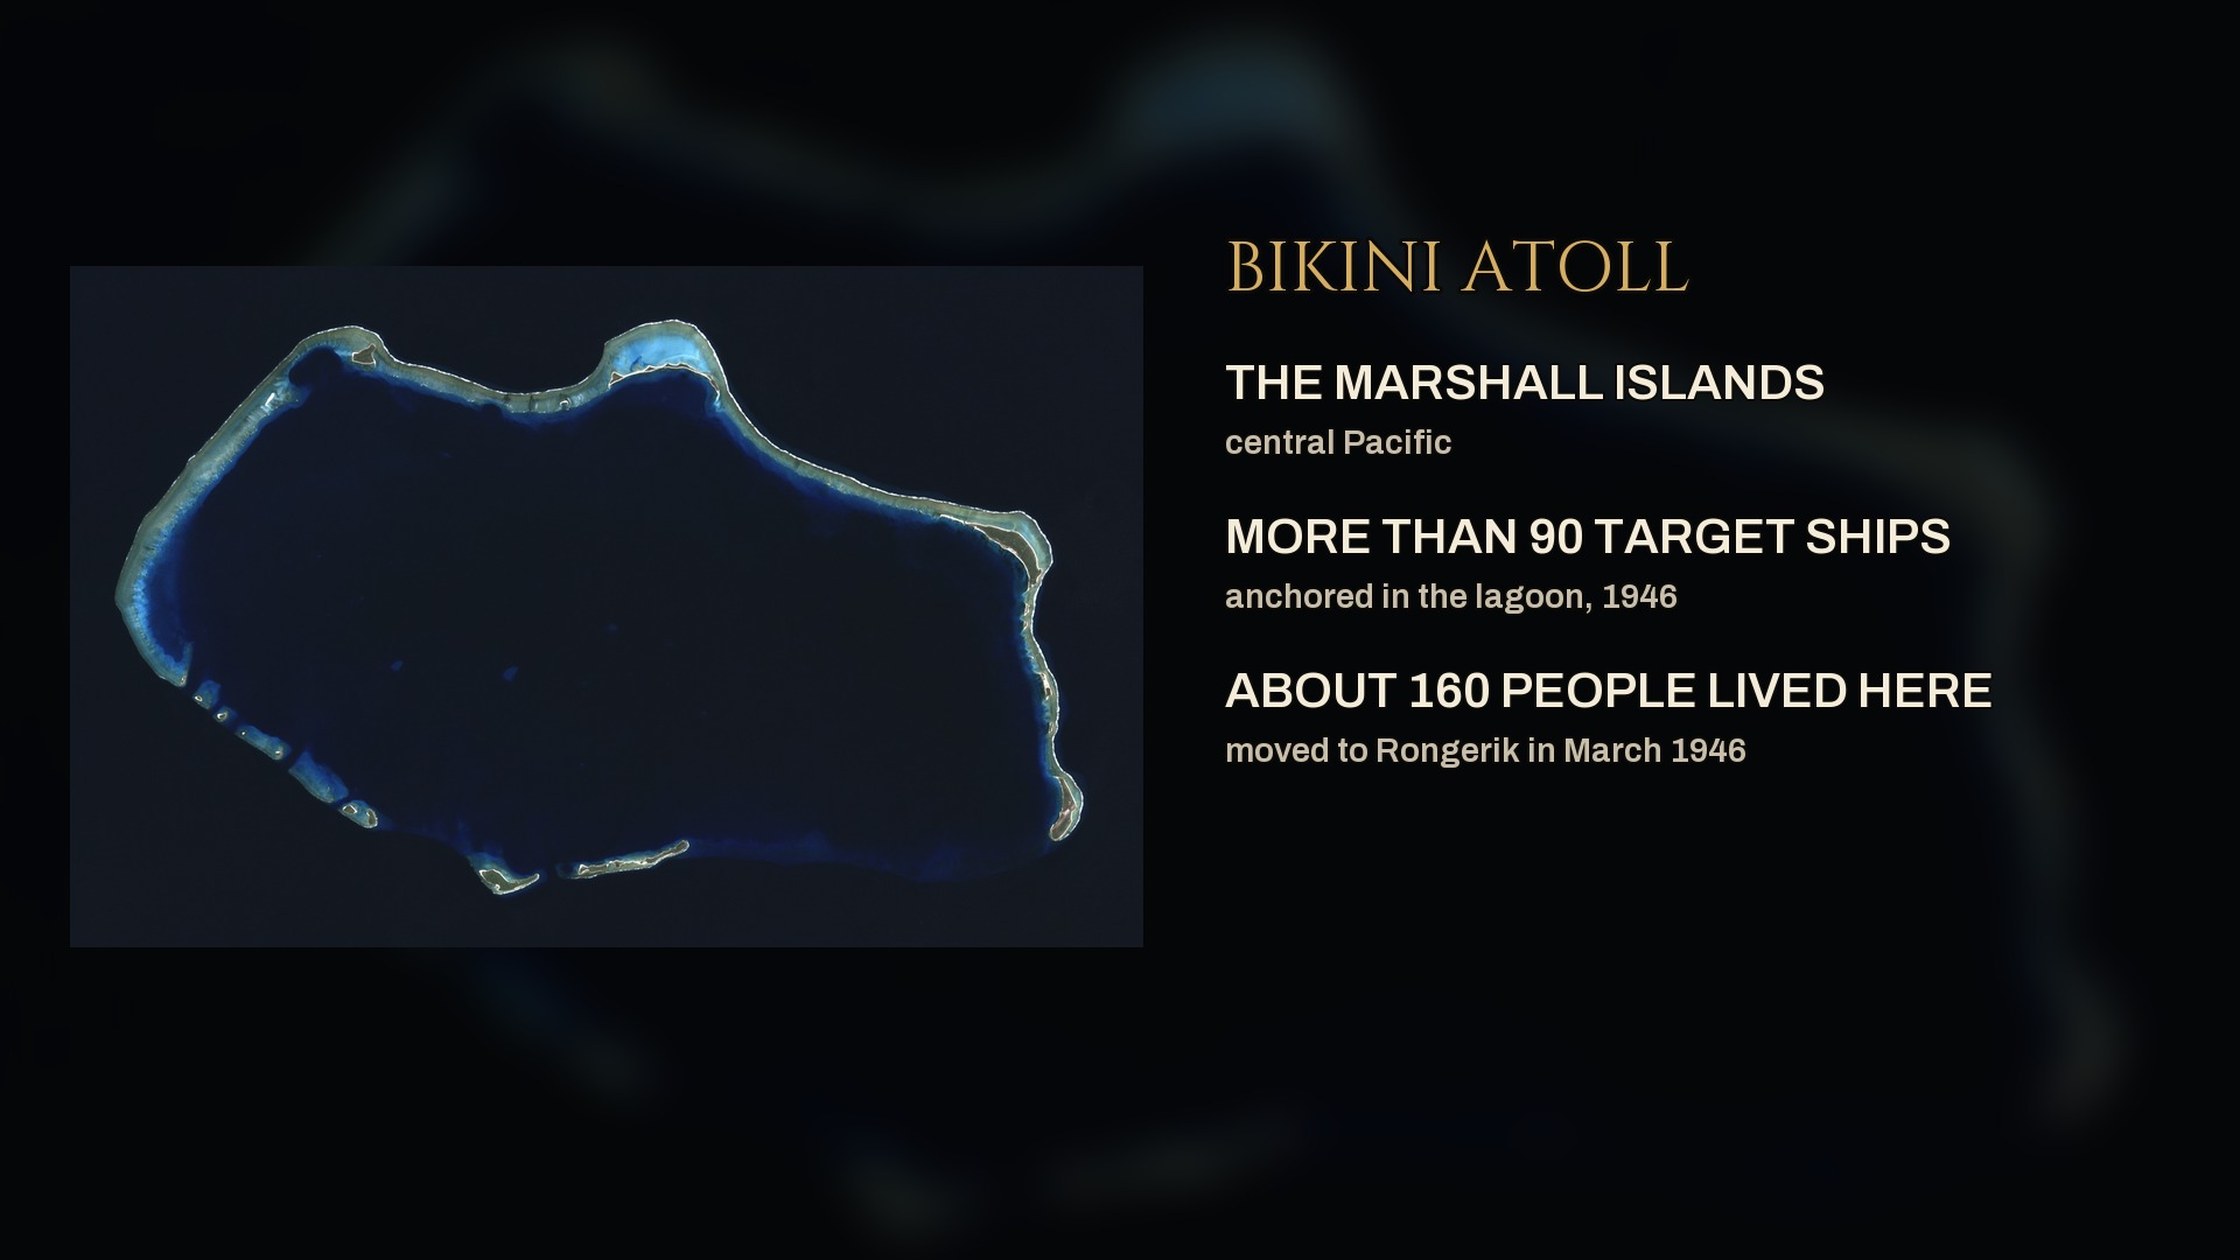 BIKINI ATOLL
THE MARSHALL ISLANDS
central Pacific
MORE THAN 90 TARGET SHIPS
anchored in the lagoon, 1946
ABOUT 160 PEOPLE LIVED HERE
moved to Rongerik in March 1946